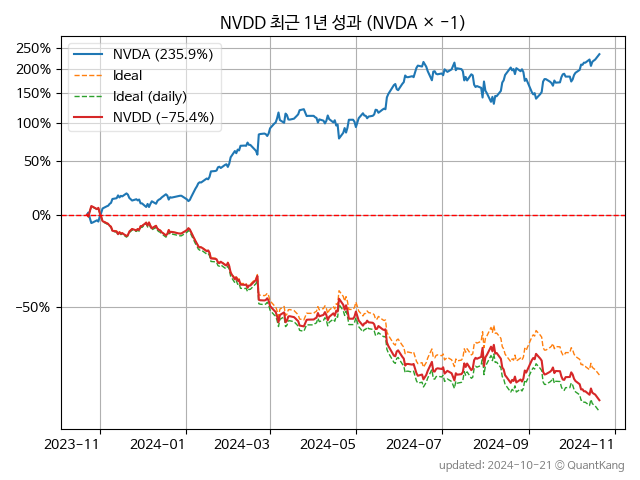 NVDD 최근 1년 성과 (NVDA × −1)
250%
200%
150%
100%
50%
0%
−50%
NVDA (235.9%)
Ideal
Ideal (daily)
NVDD (−75.4%)
2023-11
2024-01
2024-03
2024-05
2024-07
2024-09
2024-11
updated: 2024-10-21 © QuantKang